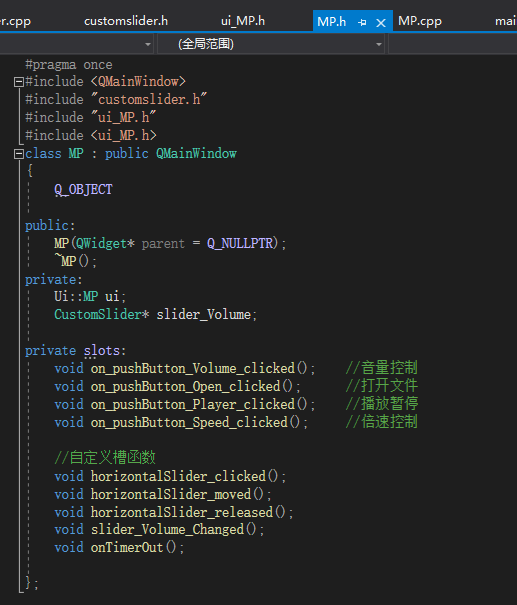 er.cpp customslider.h ui_MP.h MP.h MP.cpp mai
(全局范围)
#pragma once
#include <QMainWindow>
#include "customslider.h"
#include "ui_MP.h"
#include <ui_MP.h>
class MP : public QMainWindow
{
Q_OBJECT
public:
MP(QWidget* parent = Q_NULLPTR);
~MP();
private:
Ui::MP ui;
CustomSlider* slider_Volume;
private slots:
void on_pushButton_Volume_clicked(); //音量控制
void on_pushButton_Open_clicked(); //打开文件
void on_pushButton_Player_clicked(); //播放暂停
void on_pushButton_Speed_clicked(); //倍速控制
//自定义槽函数
void horizontalSlider_clicked();
void horizontalSlider_moved();
void horizontalSlider_released();
void slider_Volume_Changed();
void onTimerOut();
};